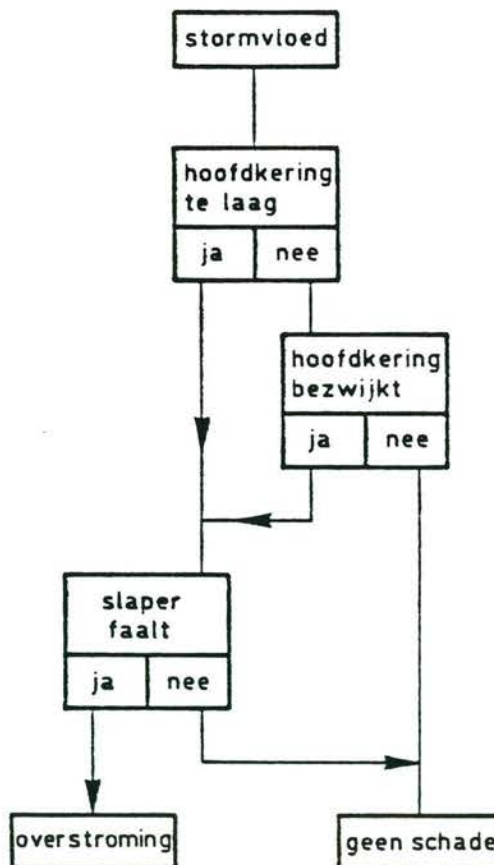 stormvloed
hoofdkering
te laag
ja nee
hoofdkering
bezwijkt
ja nee
slaper
faalt
ja nee
overstroming
geen schade